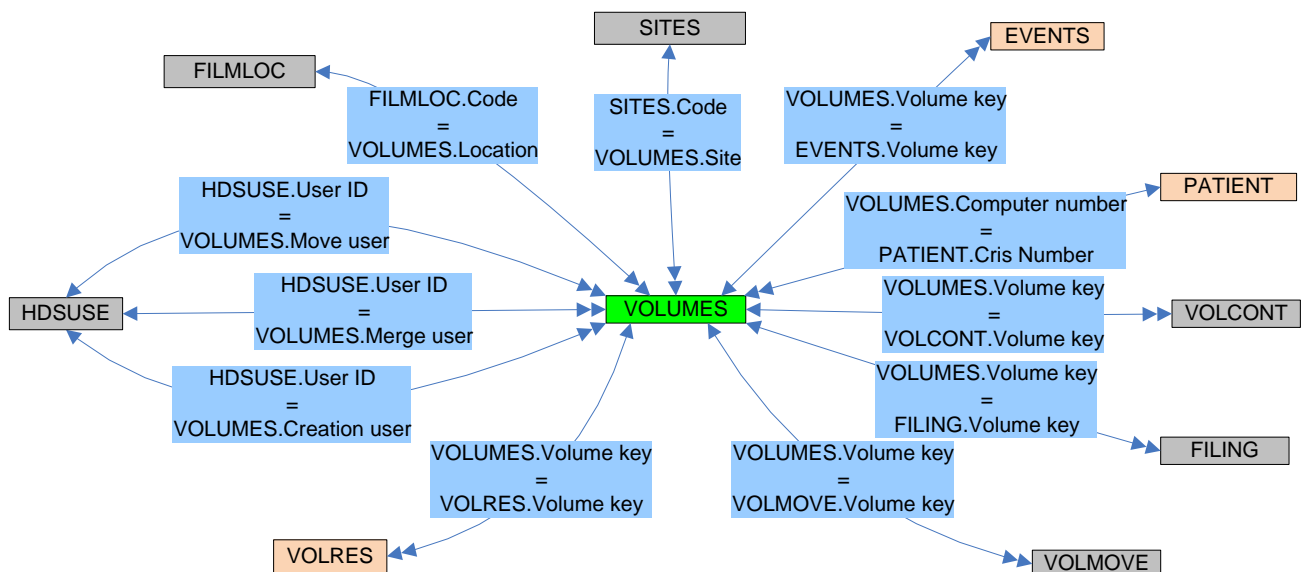 SITES
EVENTS
FILMLOC
FILMLOC.Code
=
VOLUMES.Location
SITES.Code
=
VOLUMES.Site
VOLUMES.Volume key
=
EVENTS.Volume key
HDSUSE.User ID
=
VOLUMES.Move user
VOLUMES.Computer number
=
PATIENT.Cris Number
PATIENT
HDSUSE
HDSUSE.User ID
=
VOLUMES.Merge user
VOLUMES
VOLUMES.Volume key
=
VOLCONT.Volume key
VOLCONT
HDSUSE.User ID
=
VOLUMES.Creation user
VOLUMES.Volume key
=
FILING.Volume key
FILING
VOLUMES.Volume key
=
VOLRES.Volume key
VOLUMES.Volume key
=
VOLMOVE.Volume key
VOLRES
VOLMOVE